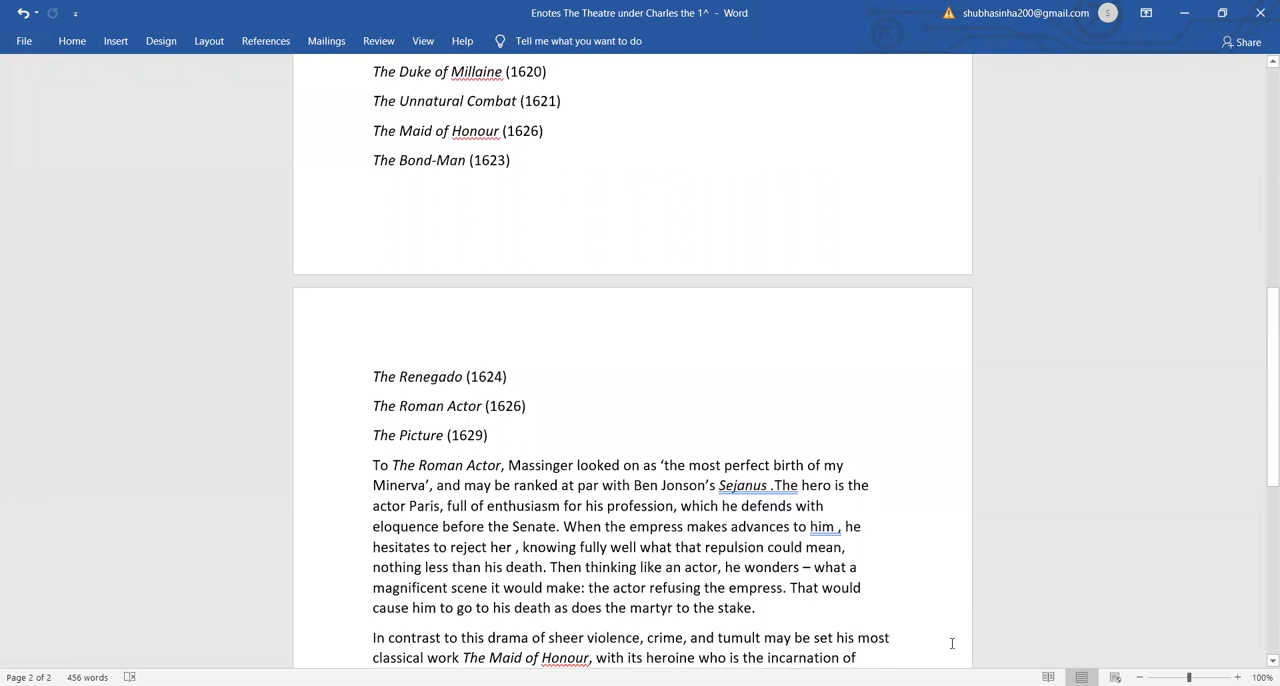 Enotes The Theatre under Charles the 1^ - Word
shubhasinha200@gmail.com
S
File Home Insert Design Layout References Mailings Review View Help Tell me what you want to do
Share
The Duke of Millaine (1620)
The Unnatural Combat (1621)
The Maid of Honour (1626)
The Bond-Man (1623)
The Renegado (1624)
The Roman Actor (1626)
The Picture (1629)
To The Roman Actor, Massinger looked on as ‘the most perfect birth of my
Minerva’, and may be ranked at par with Ben Jonson’s Sejanus .The hero is the
actor Paris, full of enthusiasm for his profession, which he defends with
eloquence before the Senate. When the empress makes advances to him , he
hesitates to reject her , knowing fully well what that repulsion could mean,
nothing less than his death. Then thinking like an actor, he wonders – what a
magnificent scene it would make: the actor refusing the empress. That would
cause him to go to his death as does the martyr to the stake.
In contrast to this drama of sheer violence, crime, and tumult may be set his most
classical work The Maid of Honour, with its heroine who is the incarnation of
Page 2 of 2 456 words
100%